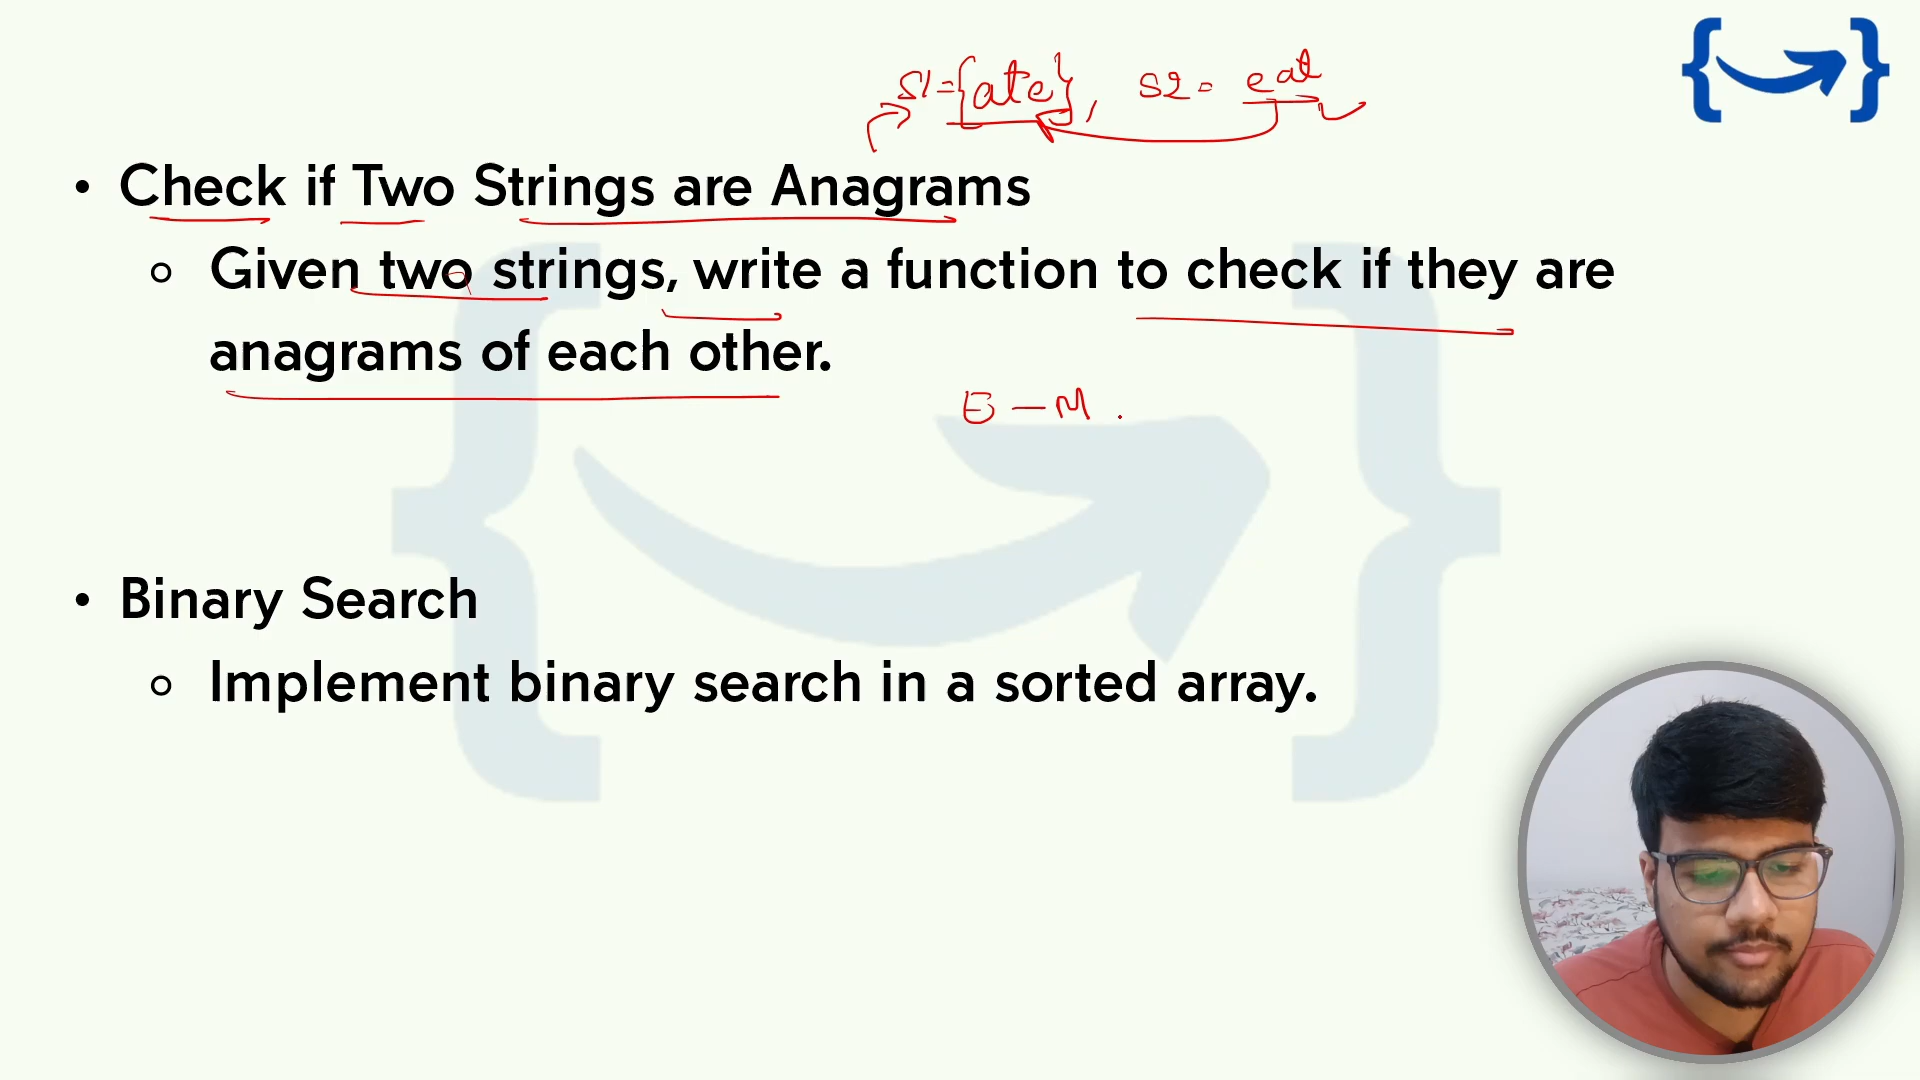 S1={ate}, S2= eat
• Check if Two Strings are Anagrams
○ Given two strings, write a function to check if they are
anagrams of each other.
E-M.
• Binary Search
○ Implement binary search in a sorted array.